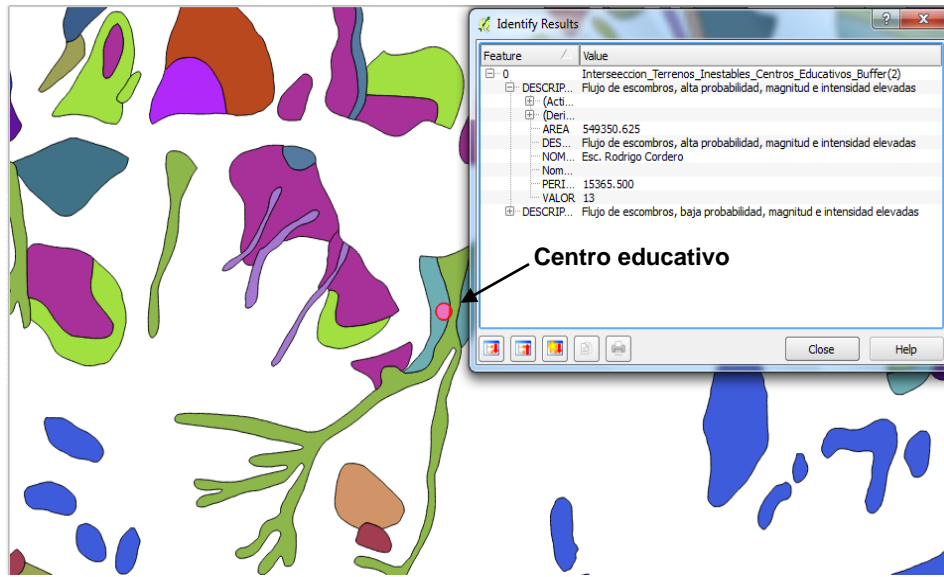 Identify Results
Feature Value
0 Interseeccion_Terrenos_Inestables_Centros_Educativos_Buffer(2)
DESCRIP... Flujo de escombros, alta probabilidad, magnitud e intensidad elevadas
(Acti...
(Deri...
AREA 549350.625
DES... Flujo de escombros, alta probabilidad, magnitud e intensidad elevadas
NOM... Esc. Rodrigo Cordero
Nom...
PERI... 15365.500
VALOR 13
DESCRIP... Flujo de escombros, baja probabilidad, magnitud e intensidad elevadas
Centro educativo
Close Help